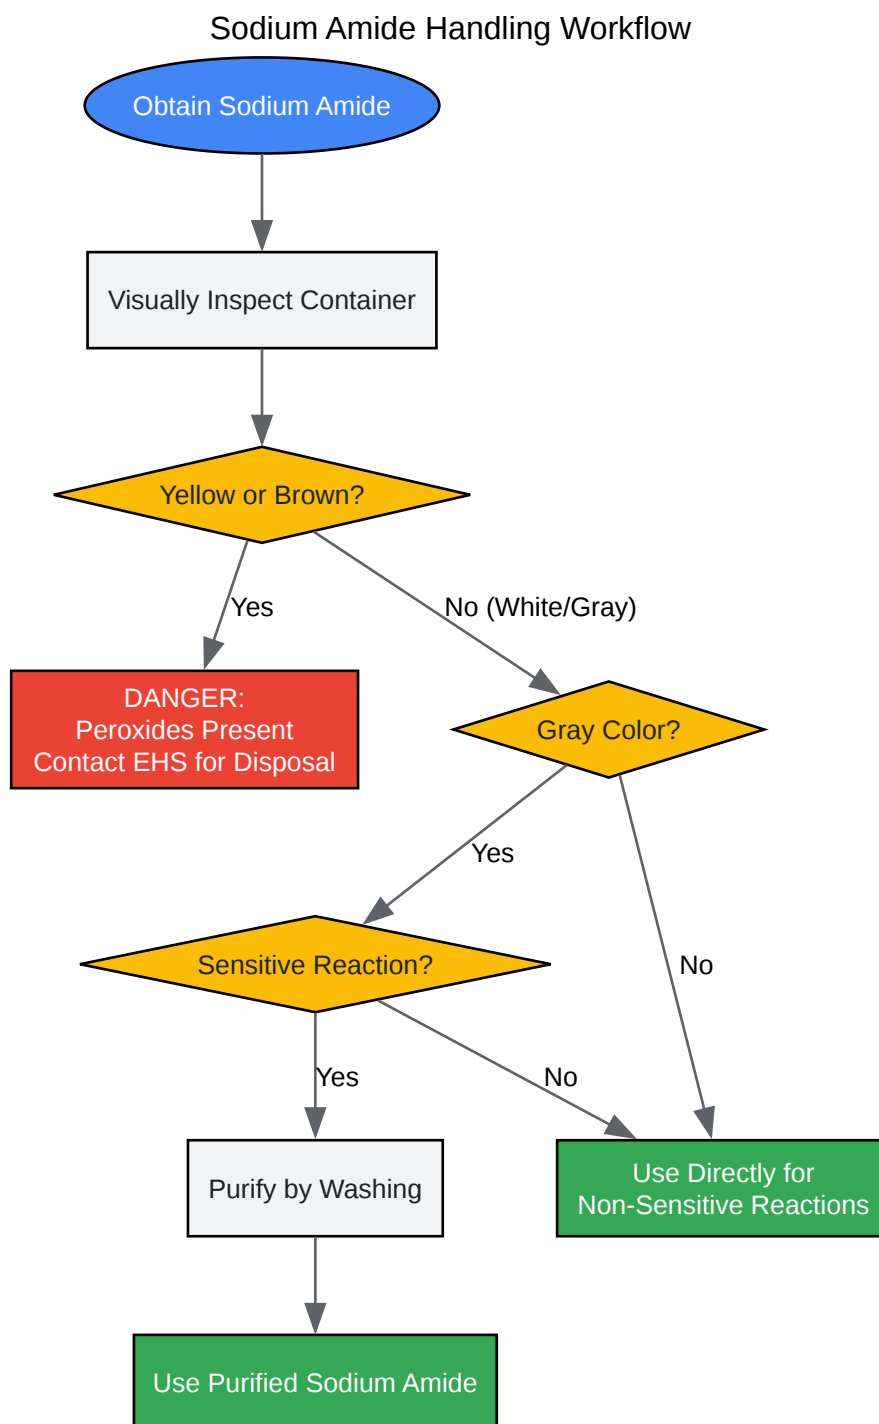 Sodium Amide Handling Workflow
Obtain Sodium Amide
Visually Inspect Container
Yellow or Brown?
Yes
No (White/Gray)
DANGER:
Peroxides Present
Contact EHS for Disposal
Gray Color?
Yes
No
Sensitive Reaction?
Yes
No
Purify by Washing
Use Directly for
Non-Sensitive Reactions
Use Purified Sodium Amide